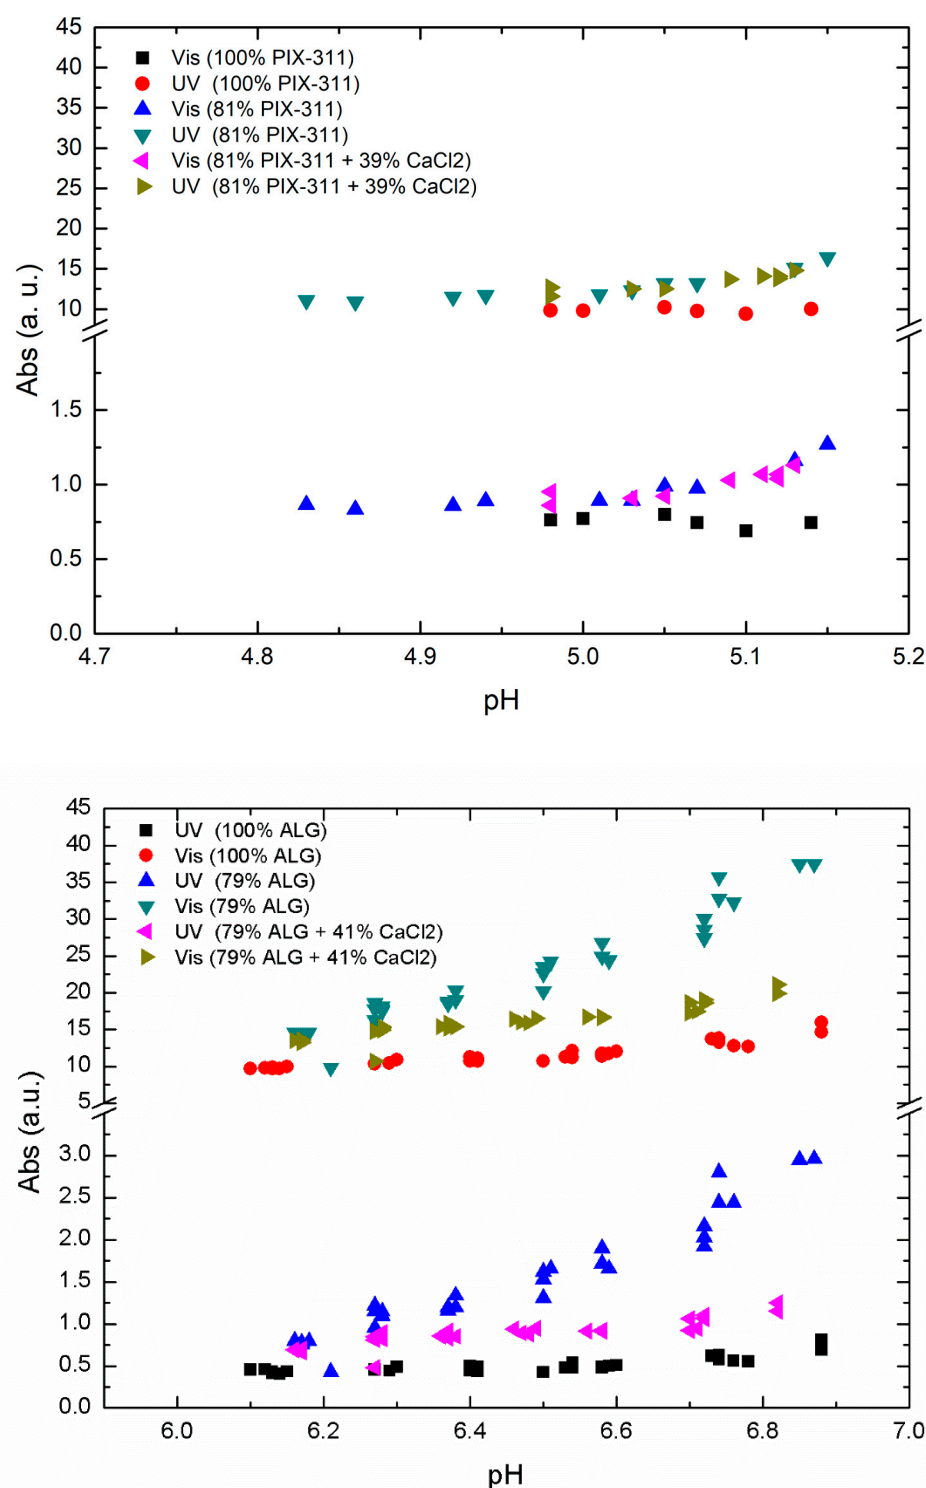 45
40
35
30
25
20
15
10
1.5
1.0
0.5
0.0
Abs (a. u.)
Vis (100% PIX-311)
UV (100% PIX-311)
Vis (81% PIX-311)
UV (81% PIX-311)
Vis (81% PIX-311 + 39% CaCl2)
UV (81% PIX-311 + 39% CaCl2)
4.7 4.8 4.9 5.0 5.1 5.2
pH
45
40
35
30
25
20
15
10
5
3.0
2.5
2.0
1.5
1.0
0.5
0.0
Abs (a.u.)
UV (100% ALG)
Vis (100% ALG)
UV (79% ALG)
Vis (79% ALG)
UV (79% ALG + 41% CaCl2)
Vis (79% ALG + 41% CaCl2)
6.0 6.2 6.4 6.6 6.8 7.0
pH